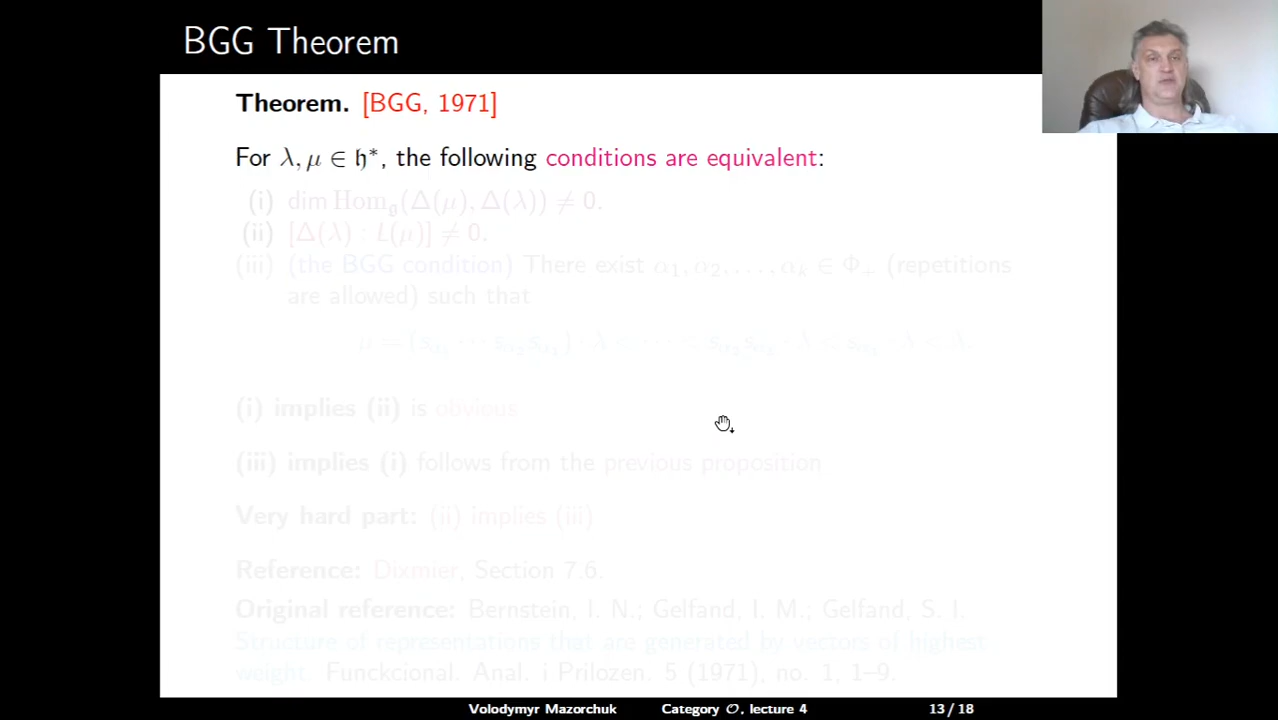 BGG Theorem
Theorem. [BGG, 1971]
For λ, μ ∈ 𝔥*, the following conditions are equivalent:
(i) dim Hom𝔤(Δ(μ), Δ(λ)) ≠ 0.
(ii) [Δ(λ) : L(μ)] ≠ 0.
(iii) (the BGG condition) There exist α₁, α₂, . . . , αₖ ∈ Φ₊ (repetitions
are allowed) such that
(i) implies (ii) is obvious
(iii) implies (i) follows from the previous proposition
Very hard part: (ii) implies (iii)
Reference: Dixmier, Section 7.6.
Original reference: Bernstein, I. N.; Gelfand, I. M.; Gelfand, S. I.
Structure of representations that are generated by vectors of highest
weight. Funckcional. Anal. i Prilozen. 5 (1971), no. 1, 1–9.
Volodymyr Mazorchuk Category 𝒪, lecture 4 13 / 18